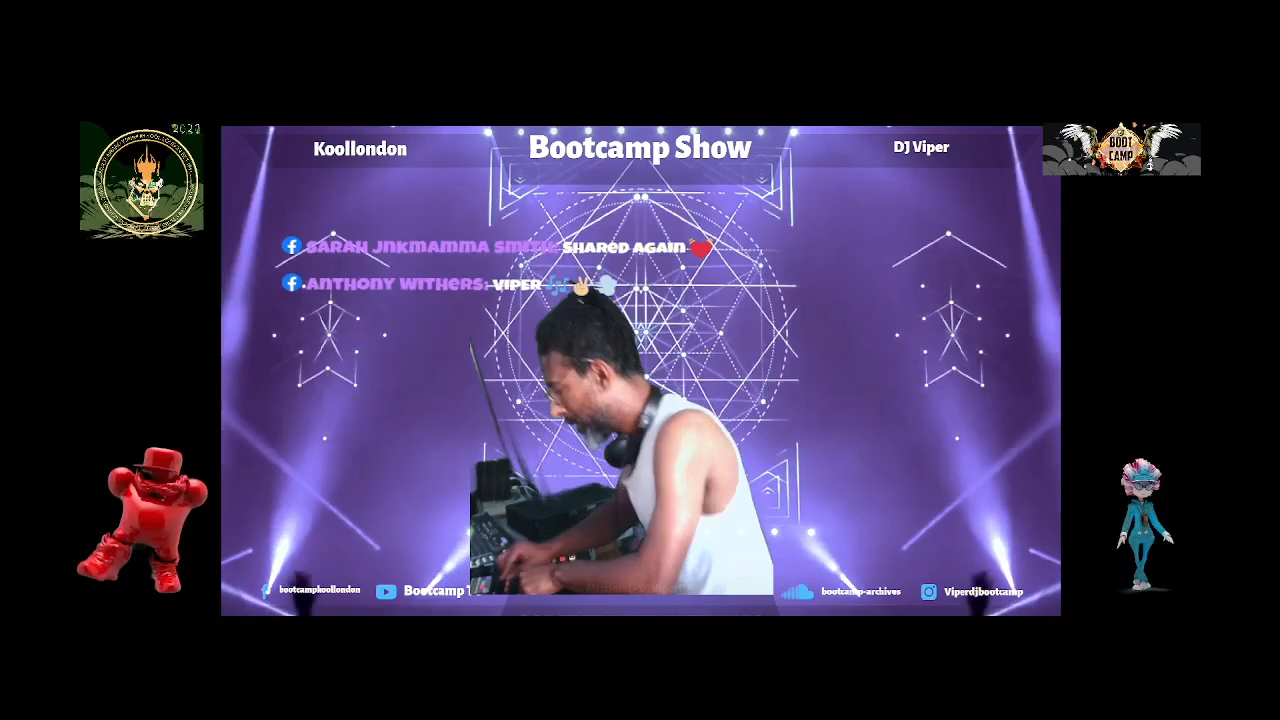 2021
Koollondon
Bootcamp Show
DJ Viper
BOOT
CAMP
SARAH JNKMAMMA SMITH: SHARED AGAIN ❤️
ANTHONY WITHERS: VIPER 🎶✌️💨
bootcampkoollondon
Bootcamp T
bootcamp-archives
Viperdjbootcamp